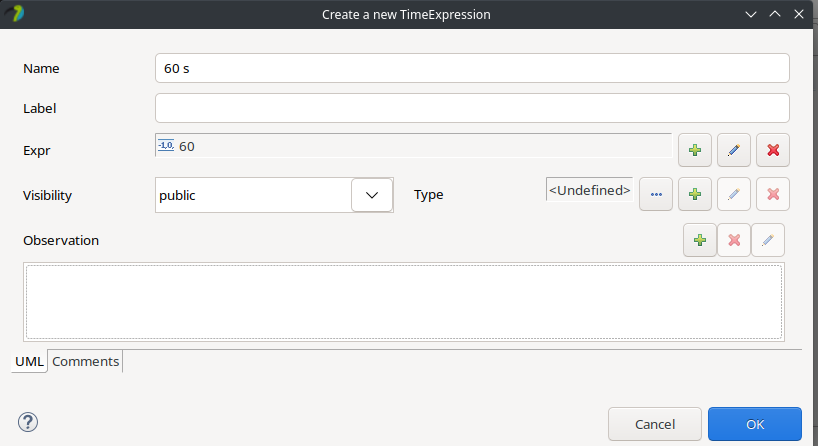 Create a new TimeExpression
Name 60 s
Label
Expr -1,0, 60
Visibility public Type <Undefined> ...
Observation
UML Comments
? Cancel OK